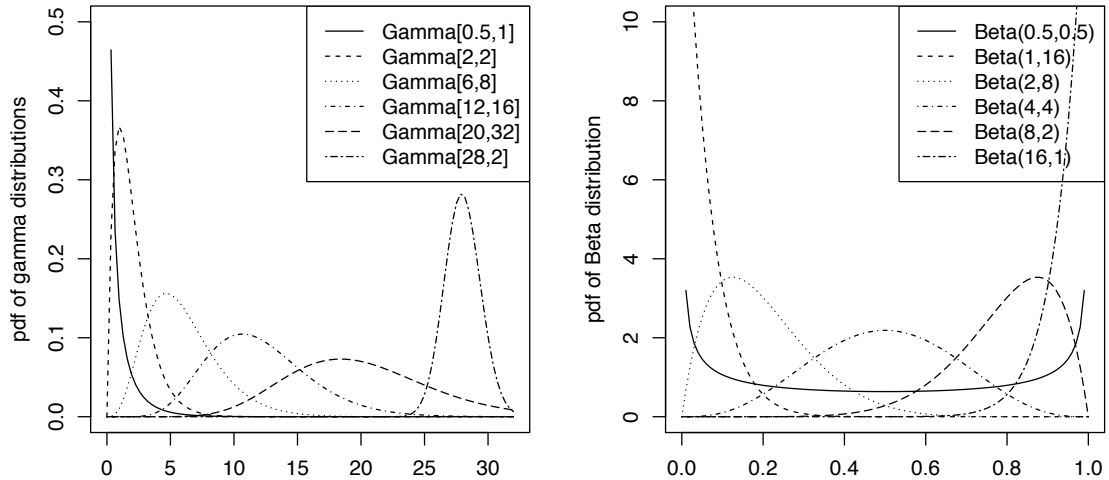 pdf of gamma distributions
0.0 0.1 0.2 0.3 0.4 0.5
0 5 10 15 20 25 30
Gamma[0.5,1]
Gamma[2,2]
Gamma[6,8]
Gamma[12,16]
Gamma[20,32]
Gamma[28,2]
pdf of Beta distribution
0 2 4 6 8 10
0.0 0.2 0.4 0.6 0.8 1.0
Beta(0.5,0.5)
Beta(1,16)
Beta(2,8)
Beta(4,4)
Beta(8,2)
Beta(16,1)